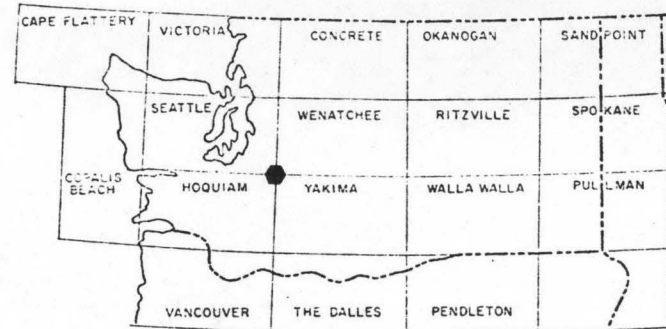 CAPE FLATTERY
VICTORIA
CONCRETE
OKANOGAN
SAND POINT
SEATTLE
WENATCHEE
RITZVILLE
SPOKANE
COPALIS
BEACH
HOQUIAM
YAKIMA
WALLA WALLA
PULLMAN
VANCOUVER
THE DALLES
PENDLETON